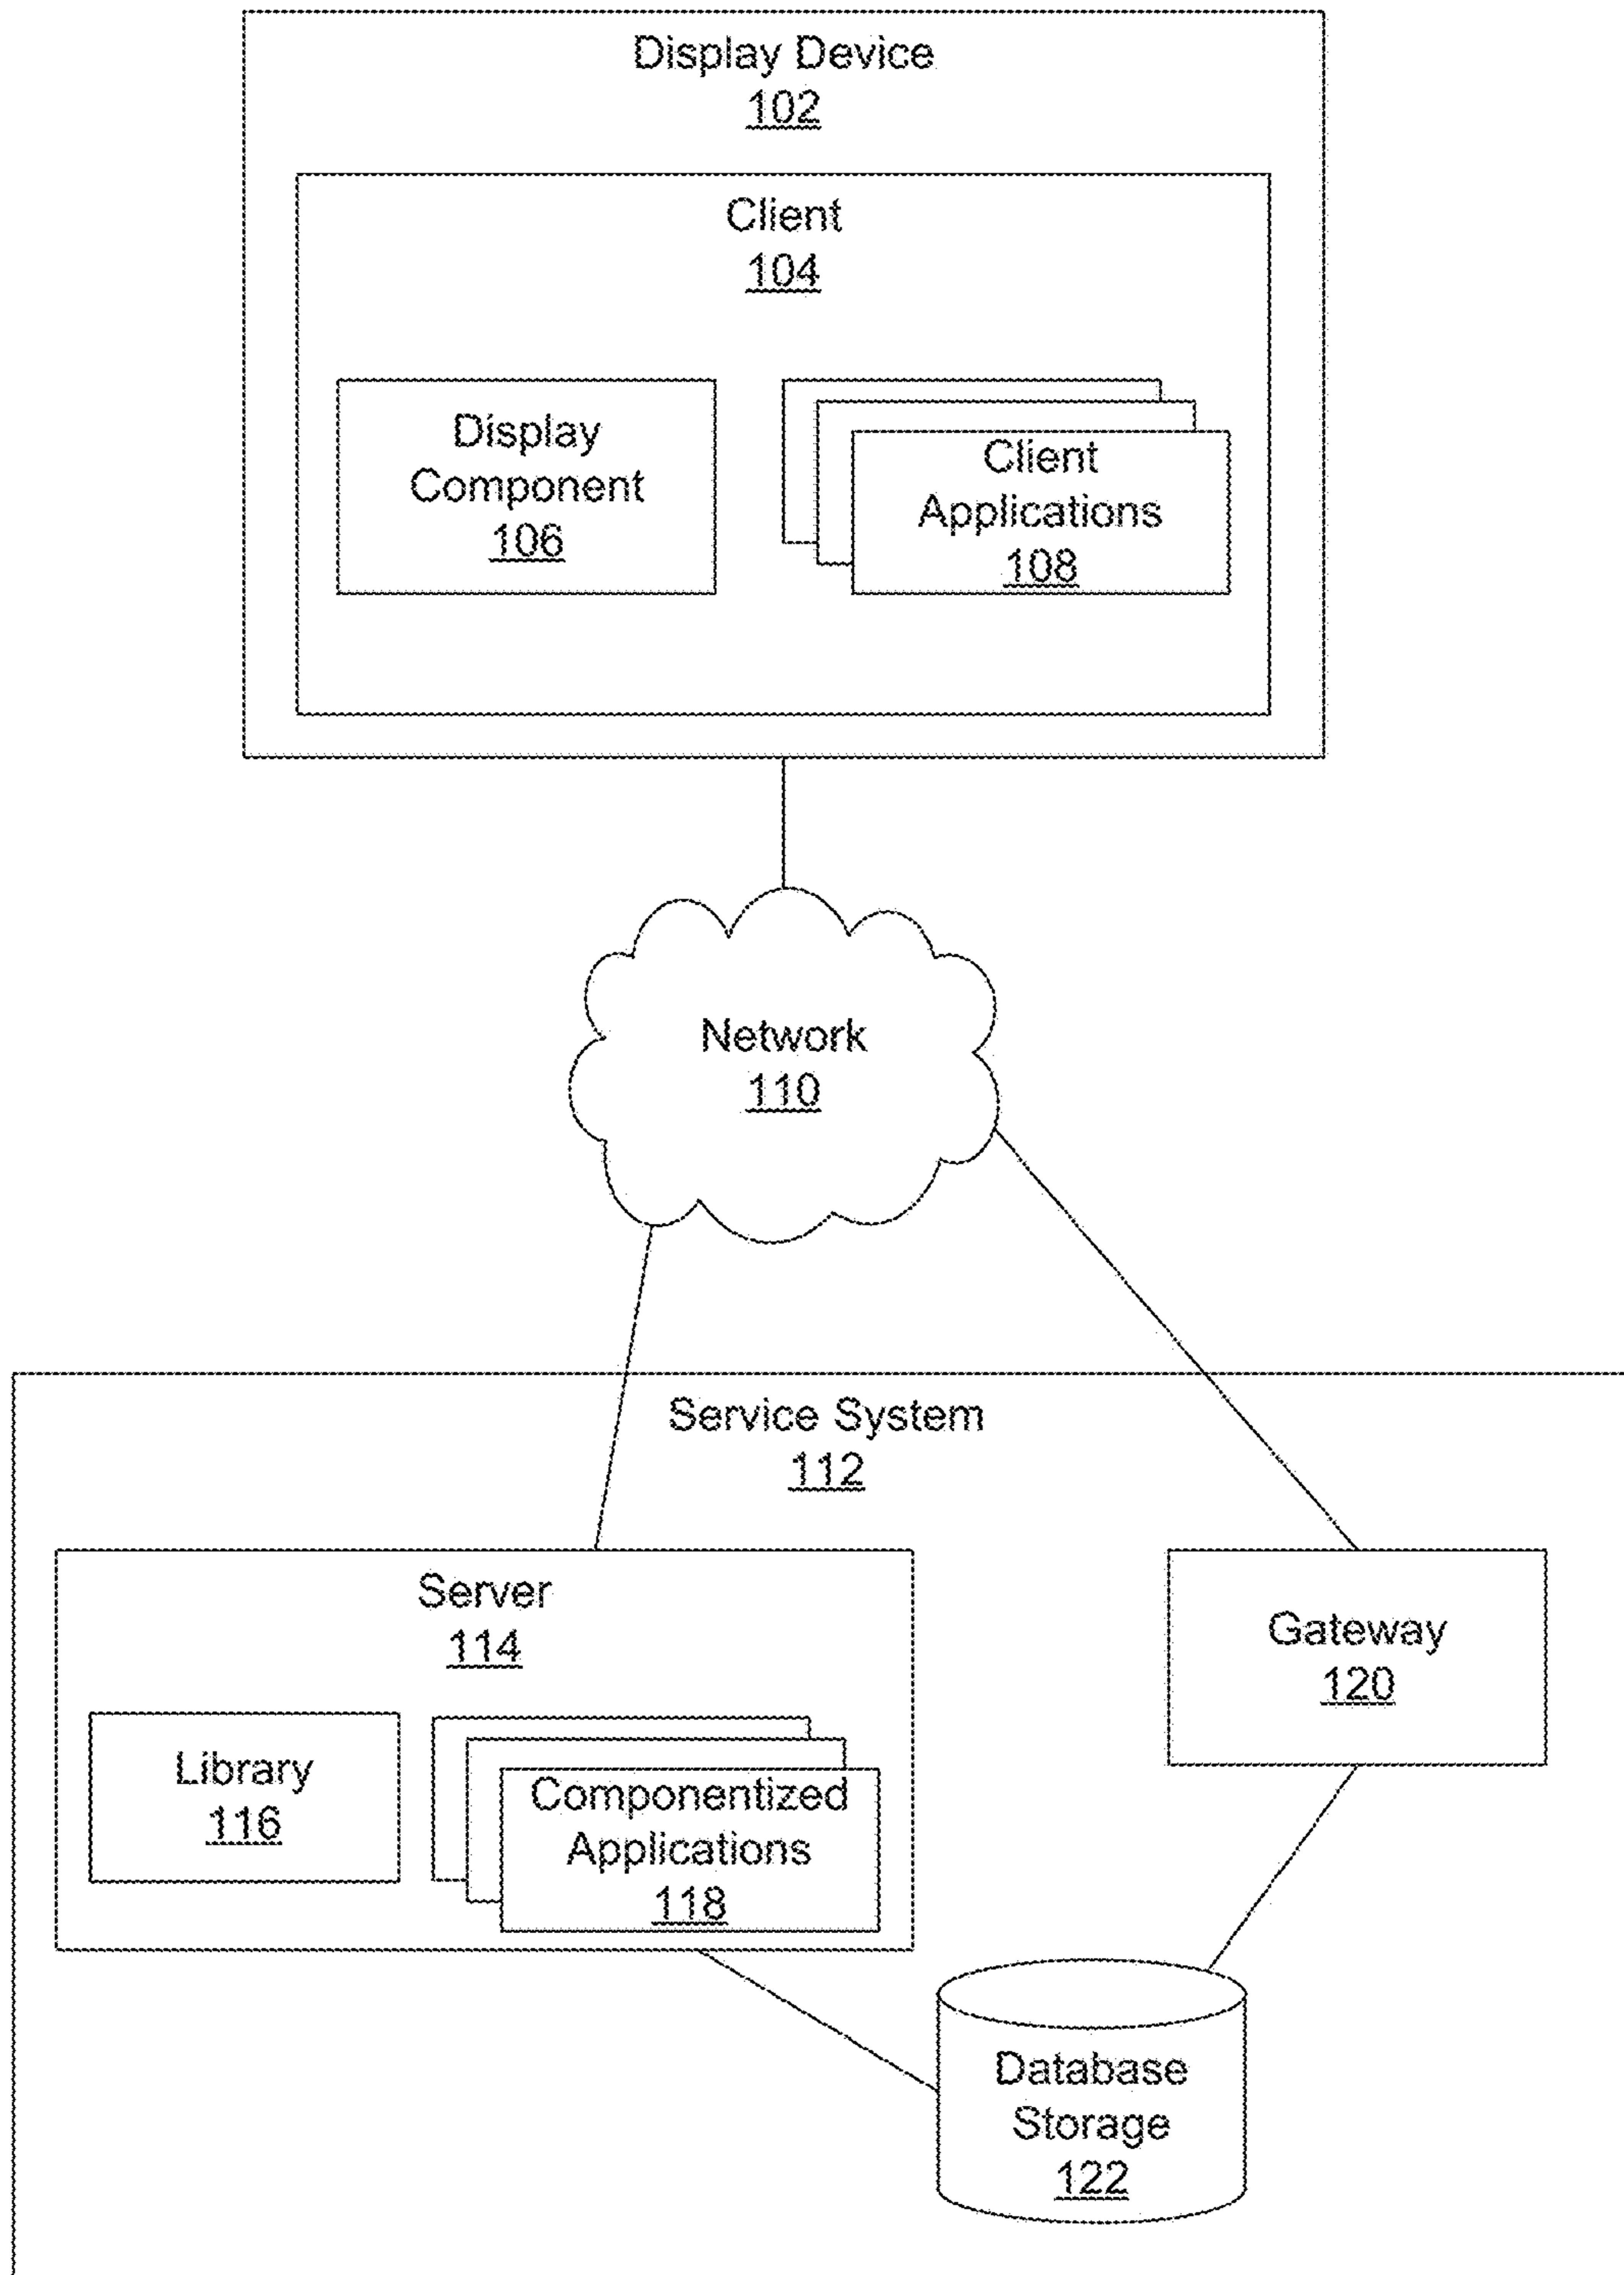 Display Device
102
Client
104
Display
Component
106
Client
Applications
108
Network
110
Service System
112
Server
114
Library
116
Componentized
Applications
118
Gateway
120
Database
Storage
122